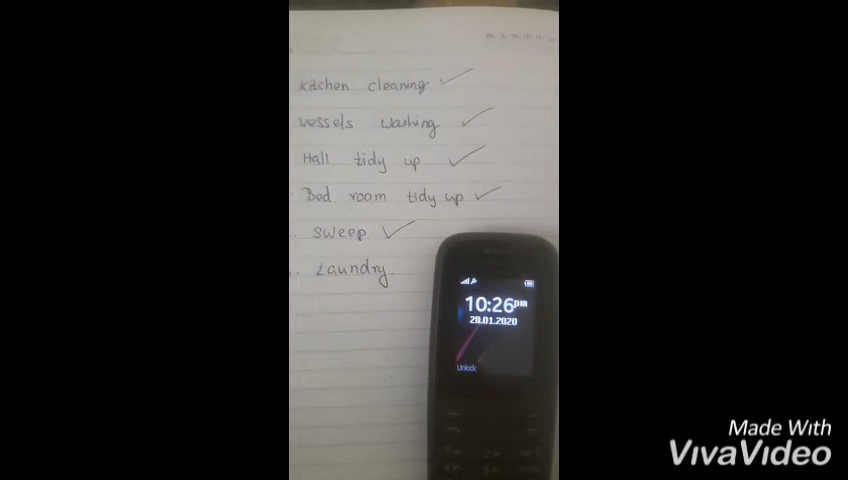 Kitchen cleaning
vessels washing
Hall tidy up
Bed room tidy up
sweep
Laundry.
10:26pm
28.01.2020
Unlock
Made With
VivaVideo